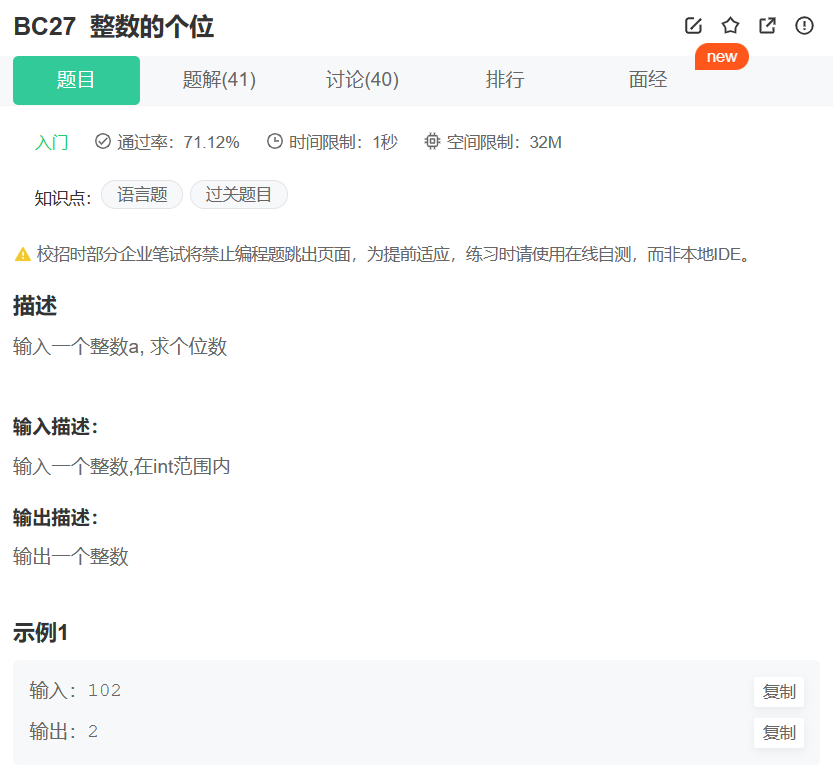 BC27 整数的个位
new
题目 题解(41) 讨论(40) 排行 面经
入门 通过率：71.12% 时间限制：1秒 空间限制：32M
知识点： 语言题 过关题目
校招时部分企业笔试将禁止编程题跳出页面，为提前适应，练习时请使用在线自测，而非本地IDE。
描述
输入一个整数a, 求个位数
输入描述：
输入一个整数,在int范围内
输出描述：
输出一个整数
示例1
输入：102 复制
输出：2 复制